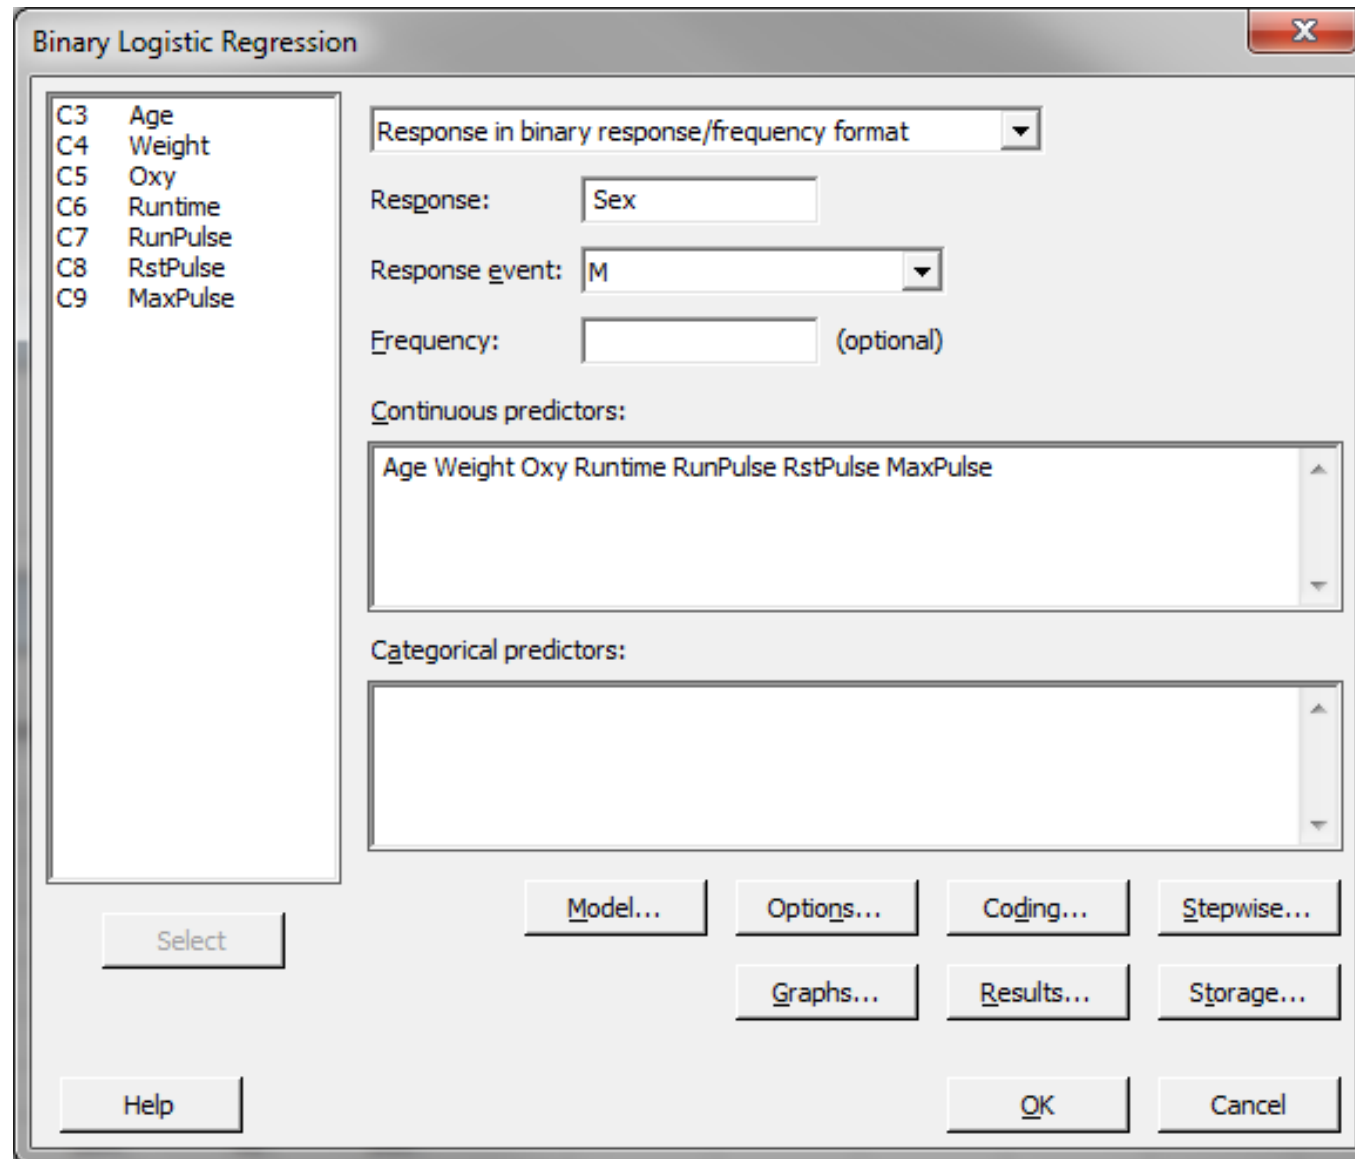 Binary Logistic Regression
C3 Age
C4 Weight
C5 Oxy
C6 Runtime
C7 RunPulse
C8 RstPulse
C9 MaxPulse
Response in binary response/frequency format
Response: Sex
Response event: M
Frequency: (optional)
Continuous predictors:
Age Weight Oxy Runtime RunPulse RstPulse MaxPulse
Categorical predictors:
Model... Options... Coding... Stepwise...
Select
Graphs... Results... Storage...
Help OK Cancel